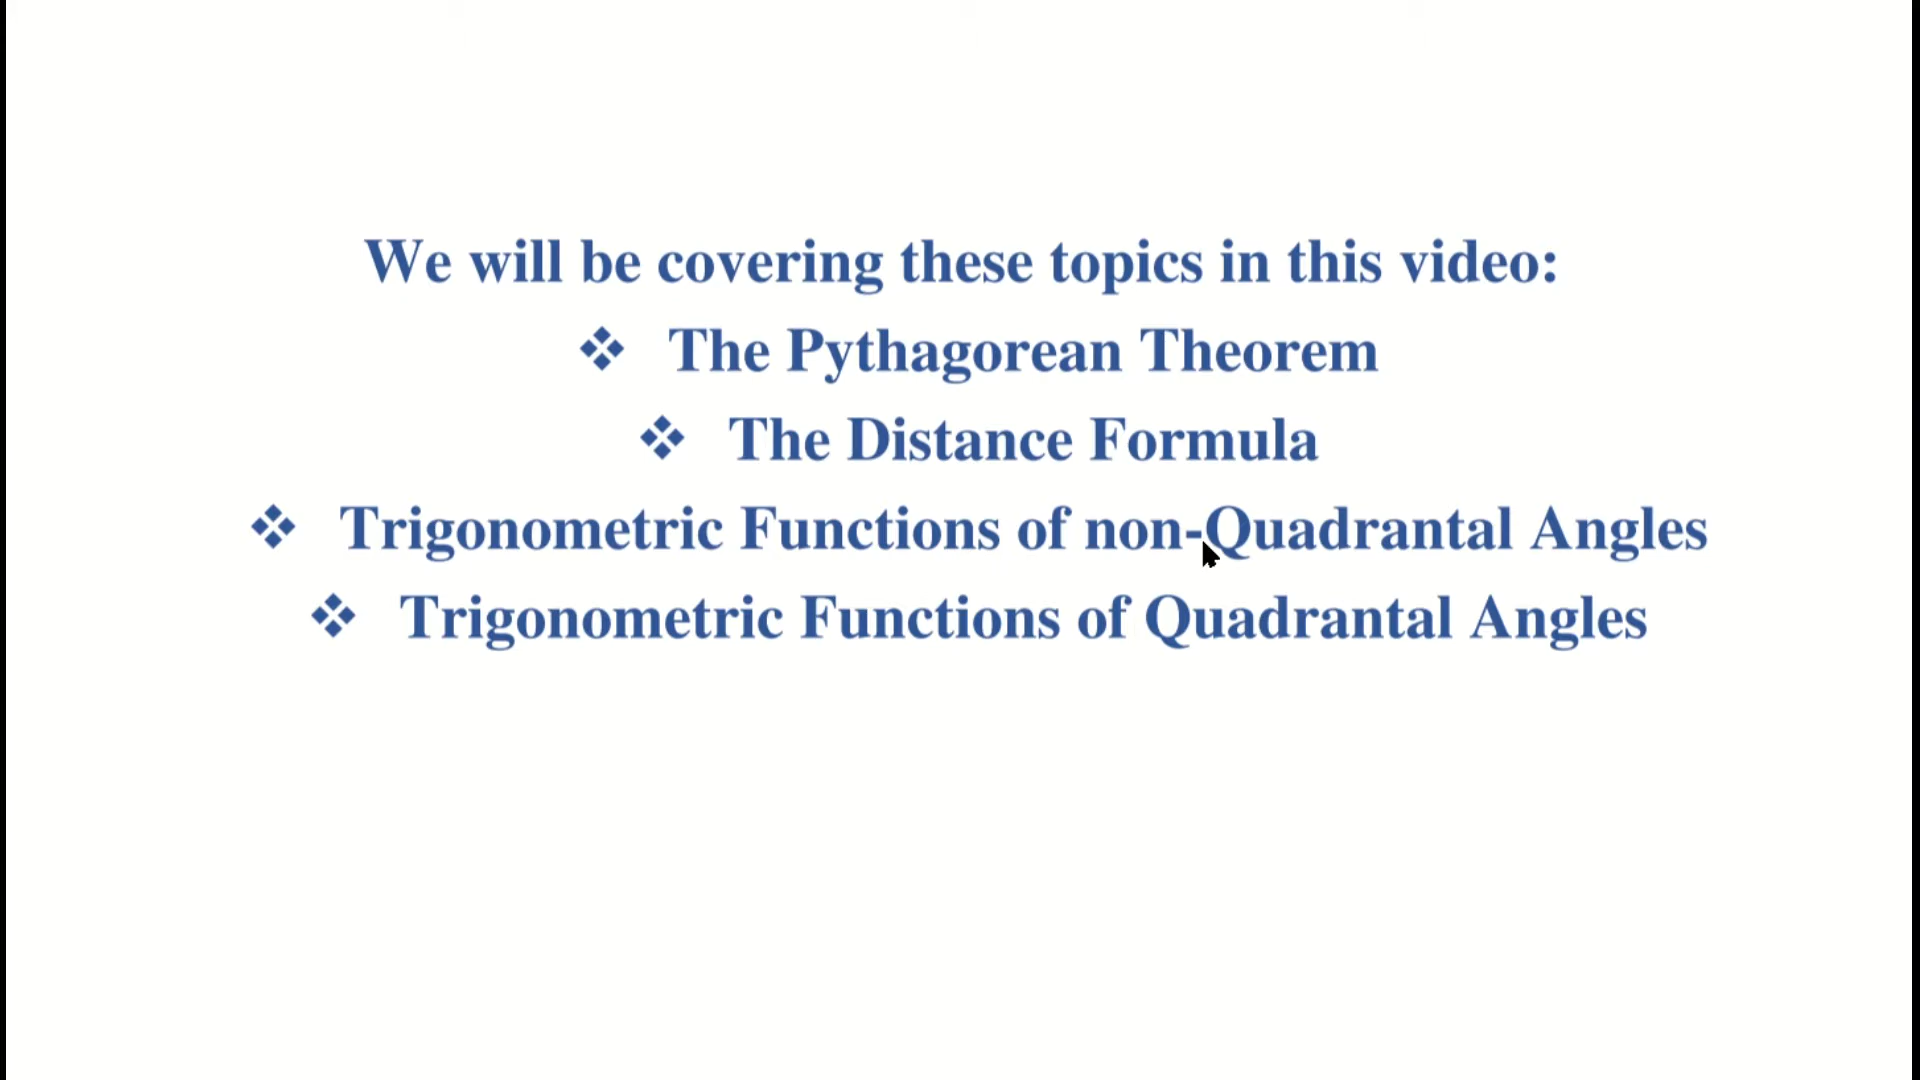 We will be covering these topics in this video:
❖ The Pythagorean Theorem
❖ The Distance Formula
❖ Trigonometric Functions of non-Quadrantal Angles
❖ Trigonometric Functions of Quadrantal Angles